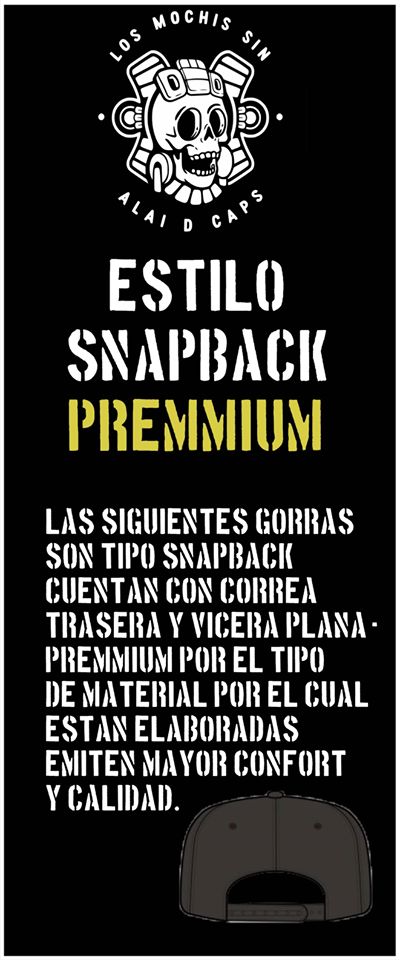 LOS MOCHIS SIN
ALAI D CAPS
ESTILO
SNAPBACK
PREMMIUM
LAS SIGUIENTES GORRAS
SON TIPO SNAPBACK
CUENTAN CON CORREA
TRASERA Y VICERA PLANA -
PREMMIUM POR EL TIPO
DE MATERIAL POR EL CUAL
ESTAN ELABORADAS
EMITEN MAYOR CONFORT
Y CALIDAD.